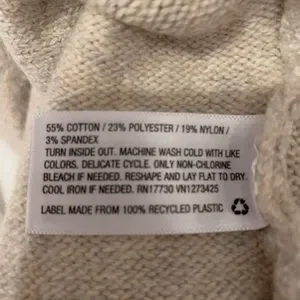 55% COTTON / 23% POLYESTER / 19% NYLON /
3% SPANDEX
TURN INSIDE OUT. MACHINE WASH COLD WITH LIKE
COLORS. DELICATE CYCLE. ONLY NON-CHLORINE
BLEACH IF NEEDED. RESHAPE AND LAY FLAT TO DRY.
COOL IRON IF NEEDED. RN17730 VN1273425
LABEL MADE FROM 100% RECYCLED PLASTIC